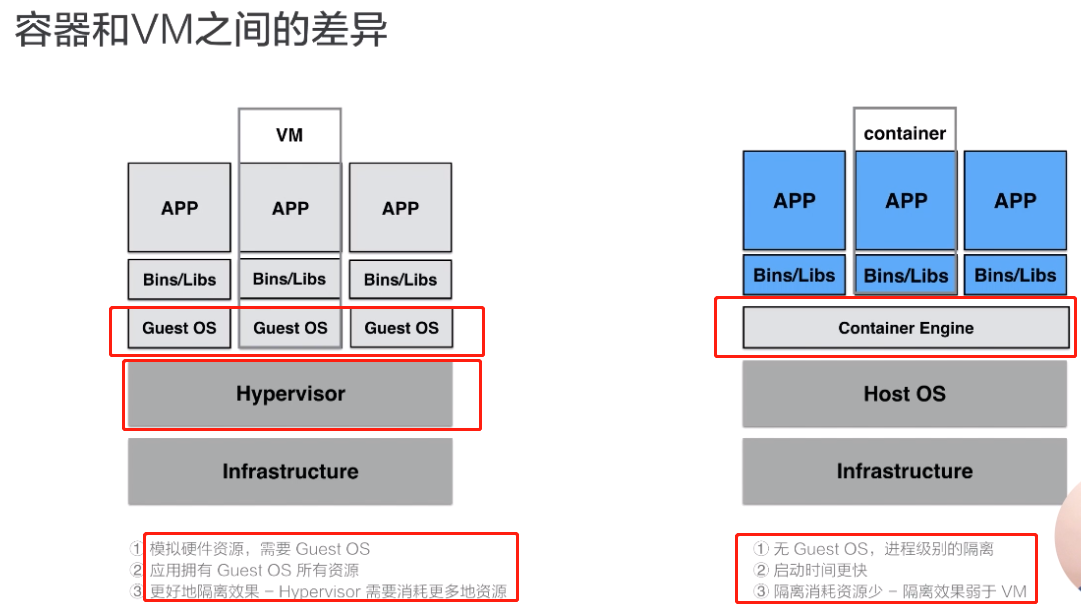 容器和VM之间的差异
VM
APP
APP
APP
Bins/Libs
Bins/Libs
Bins/Libs
Guest OS
Guest OS
Guest OS
Hypervisor
Infrastructure
① 模拟硬件资源，需要 Guest OS
② 应用拥有 Guest OS 所有资源
③ 更好地隔离效果 – Hypervisor 需要消耗更多地资源
container
APP
APP
APP
Bins/Libs
Bins/Libs
Bins/Libs
Container Engine
Host OS
Infrastructure
① 无 Guest OS，进程级别的隔离
② 启动时间更快
③ 隔离消耗资源少 – 隔离效果弱于 VM